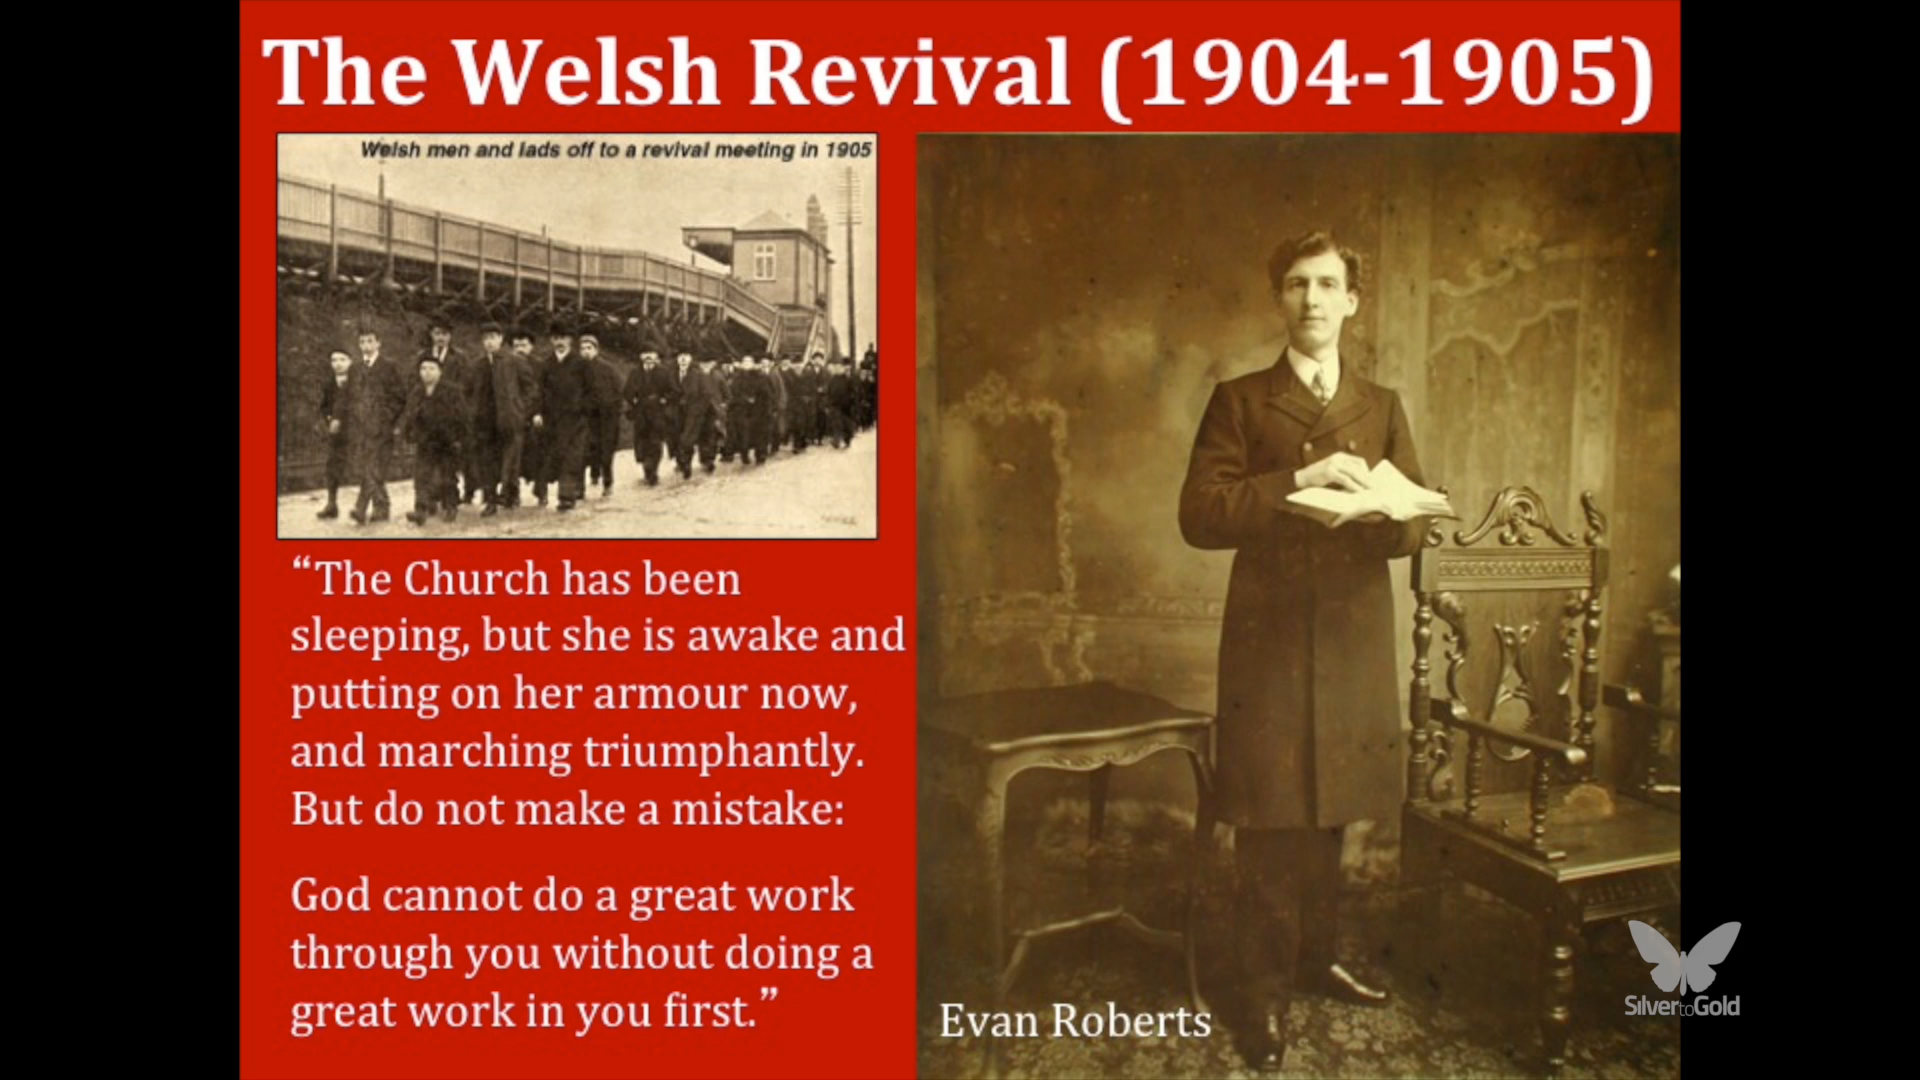 The Welsh Revival (1904-1905)
Welsh men and lads off to a revival meeting in 1905
“The Church has been
sleeping, but she is awake and
putting on her armour now,
and marching triumphantly.
But do not make a mistake:
God cannot do a great work
through you without doing a
great work in you first.”
Evan Roberts
SilvertoGold